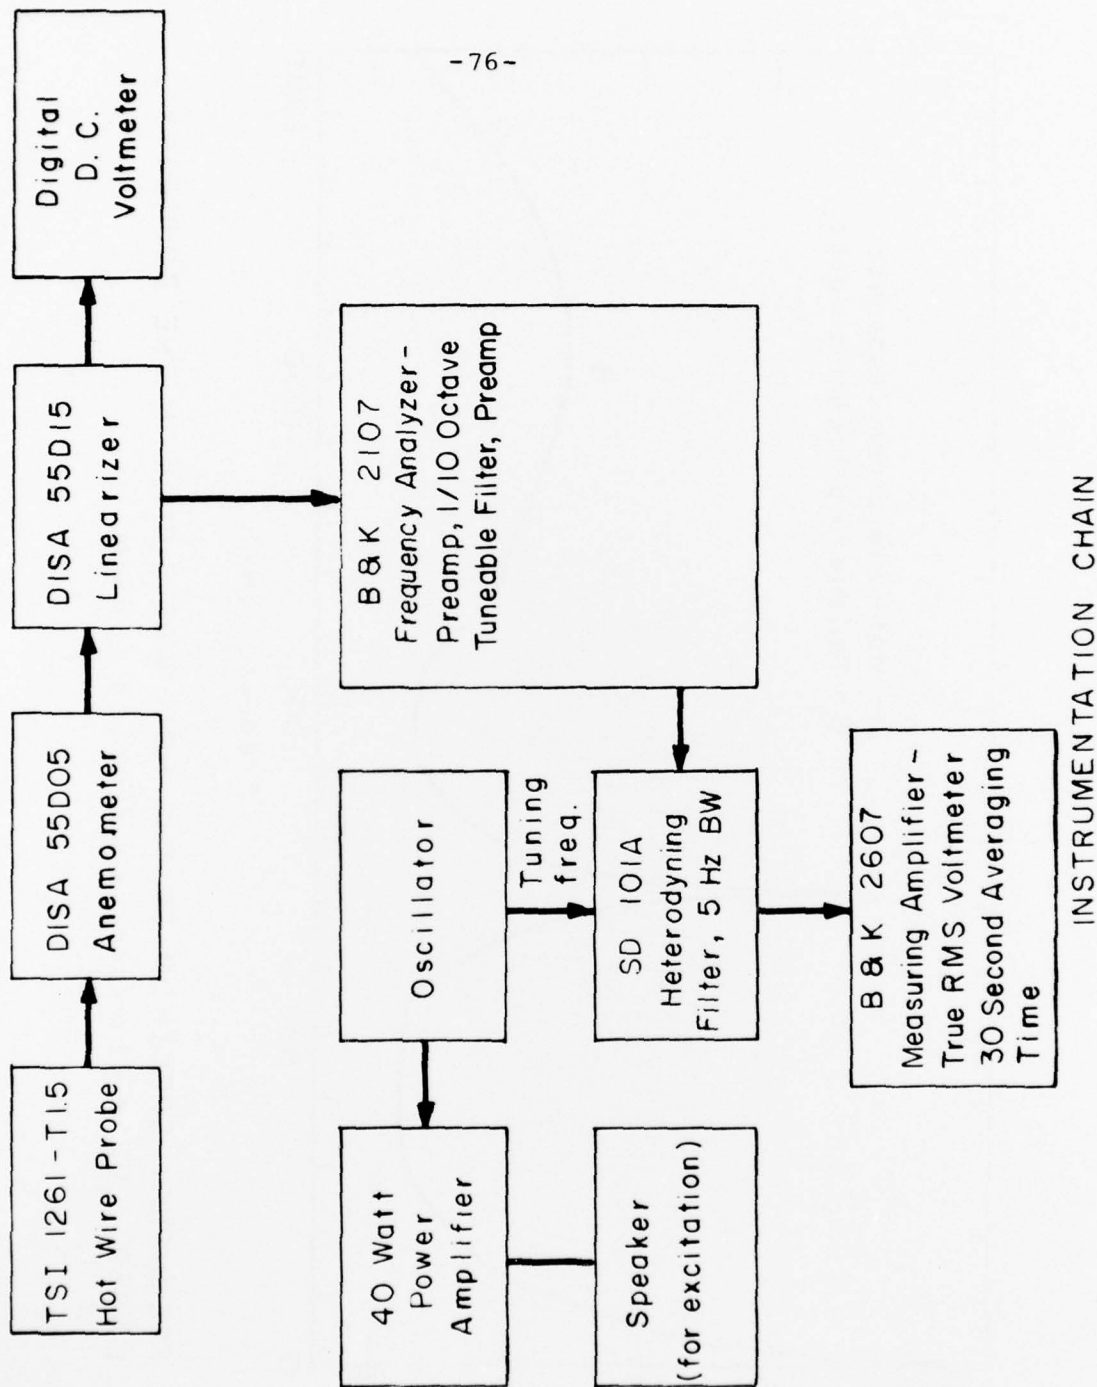 -76-
TSI 1261-T1.5
Hot Wire Probe
DISA 55D05
Anemometer
DISA 55D15
Linearizer
Digital
D. C.
Voltmeter
40 Watt
Power
Amplifier
Oscillator
B & K 2107
Frequency Analyzer-
Preamp, 1/10 Octave
Tuneable Filter, Preamp
Tuning
freq.
Speaker
(for excitation)
SD 101A
Heterodyning
Filter, 5 Hz BW
B & K 2607
Measuring Amplifier-
True RMS Voltmeter
30 Second Averaging
Time
INSTRUMENTATION CHAIN